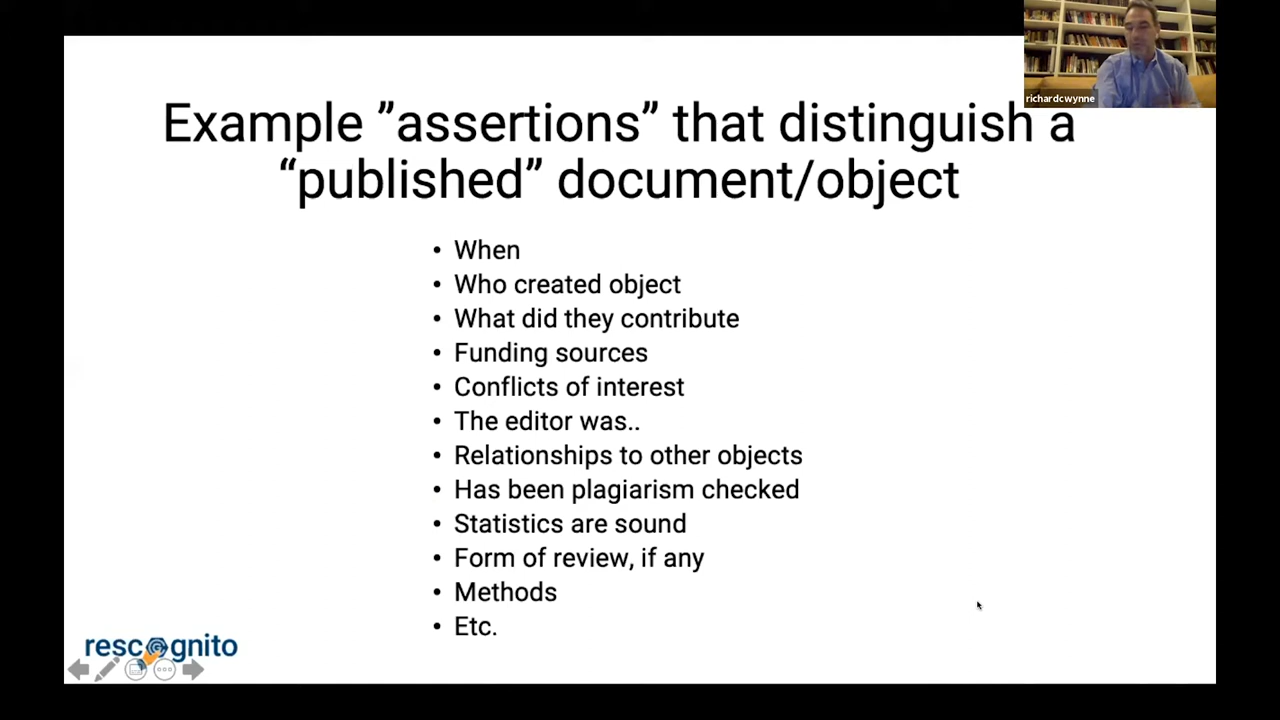 richardcwynne
Example ”assertions” that distinguish a
“published” document/object
• When
• Who created object
• What did they contribute
• Funding sources
• Conflicts of interest
• The editor was..
• Relationships to other objects
• Has been plagiarism checked
• Statistics are sound
• Form of review, if any
• Methods
• Etc.
rescognito